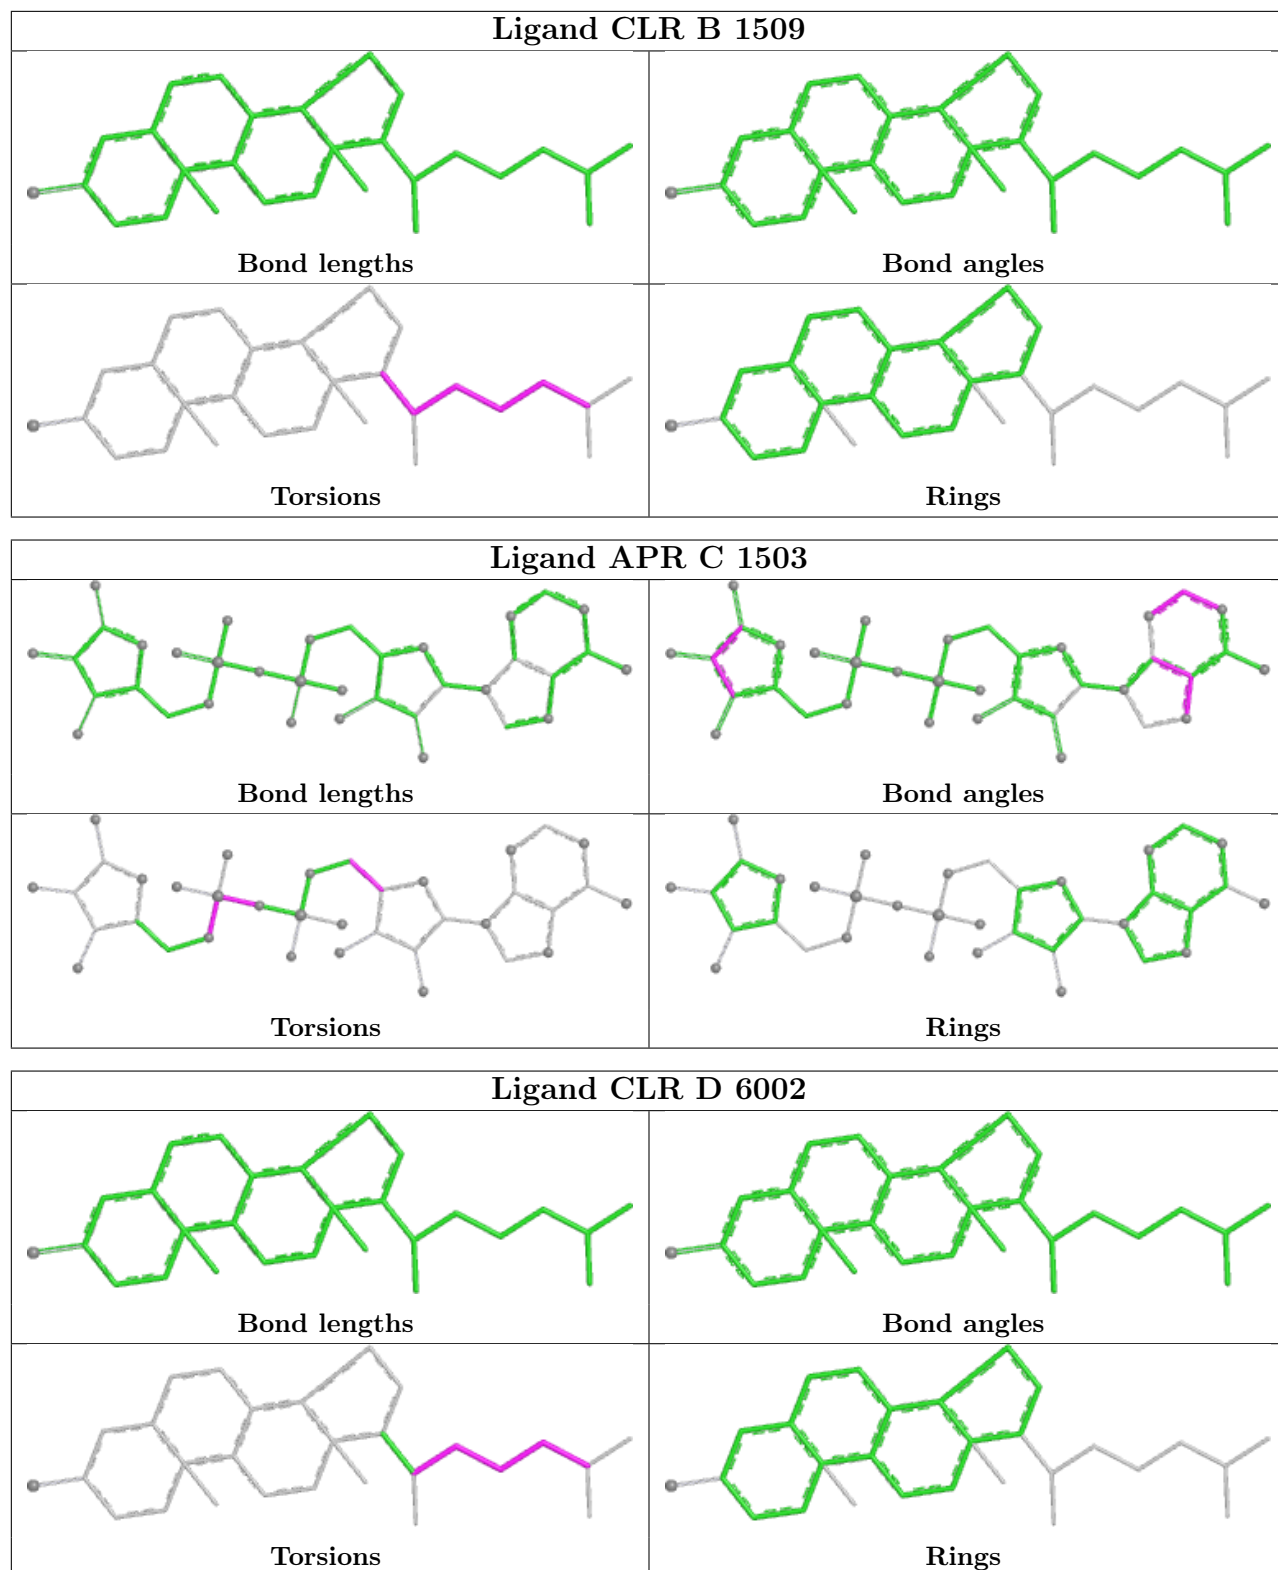 Ligand CLR B 1509
Bond lengths
Bond angles
Torsions
Rings
Ligand APR C 1503
Bond lengths
Bond angles
Torsions
Rings
Ligand CLR D 6002
Bond lengths
Bond angles
Torsions
Rings